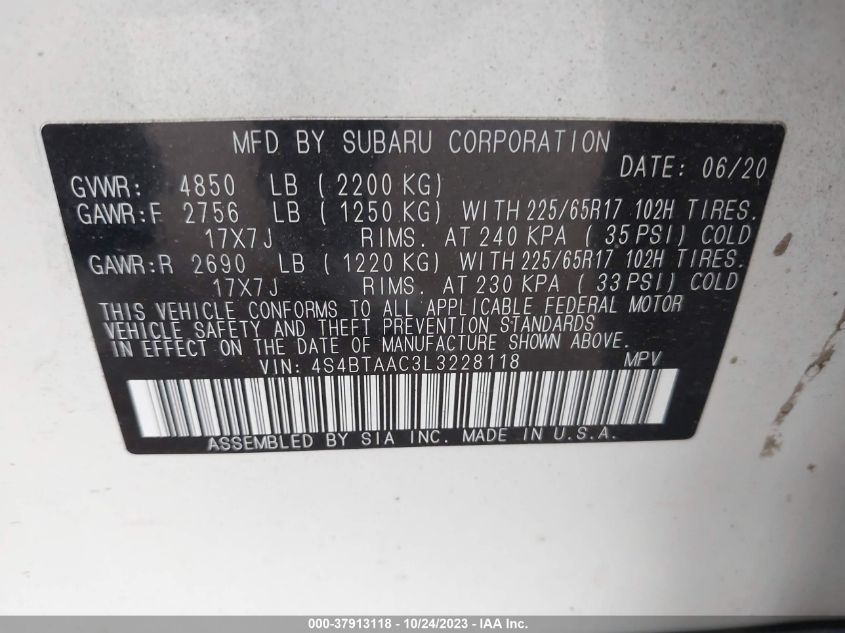 MFD BY SUBARU CORPORATION
DATE: 06/20
GVWR: 4850 LB ( 2200 KG)
GAWR:F 2756 LB ( 1250 KG) WITH 225/65R17 102H TIRES.
17X7J RIMS. AT 240 KPA ( 35 PSI) COLD
GAWR:R 2690 LB ( 1220 KG) WITH 225/65R17 102H TIRES.
17X7J RIMS. AT 230 KPA ( 33 PSI) COLD
THIS VEHICLE CONFORMS TO ALL APPLICABLE FEDERAL MOTOR
VEHICLE SAFETY AND THEFT PREVENTION STANDARDS
IN EFFECT ON THE DATE OF MANUFACTURE SHOWN ABOVE.
VIN: 4S4BTAAC3L3228118 MPV
ASSEMBLED BY SIA INC. MADE IN U.S.A.
000-37913118 - 10/24/2023 - IAAI.com